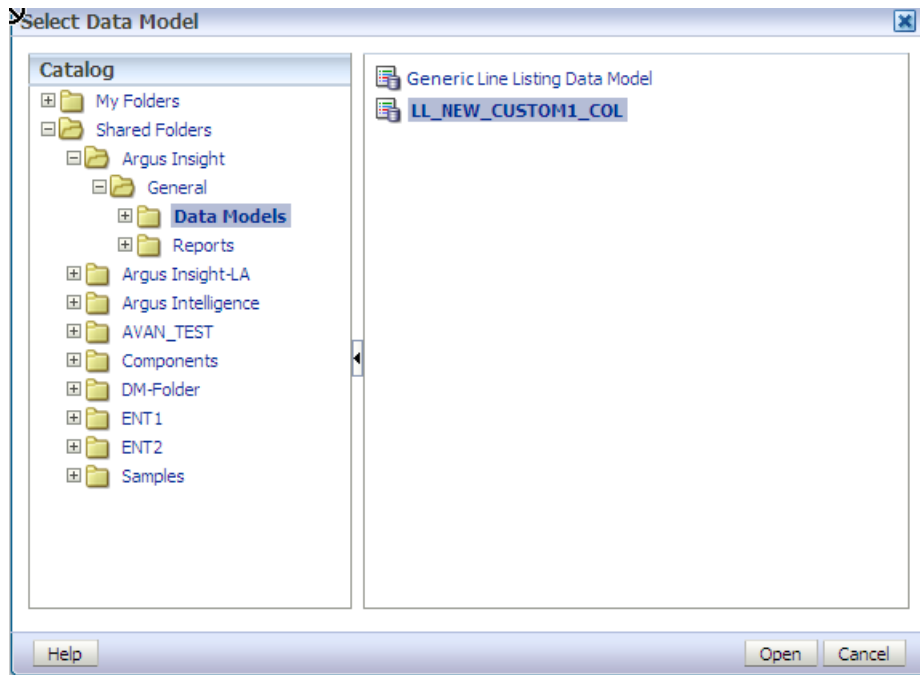 Select Data Model
Catalog
My Folders
Shared Folders
Argus Insight
General
Data Models
Reports
Argus Insight-LA
Argus Intelligence
AVAN_TEST
Components
DM-Folder
ENT1
ENT2
Samples
Generic Line Listing Data Model
LL_NEW_CUSTOM1_COL
Help
Open
Cancel